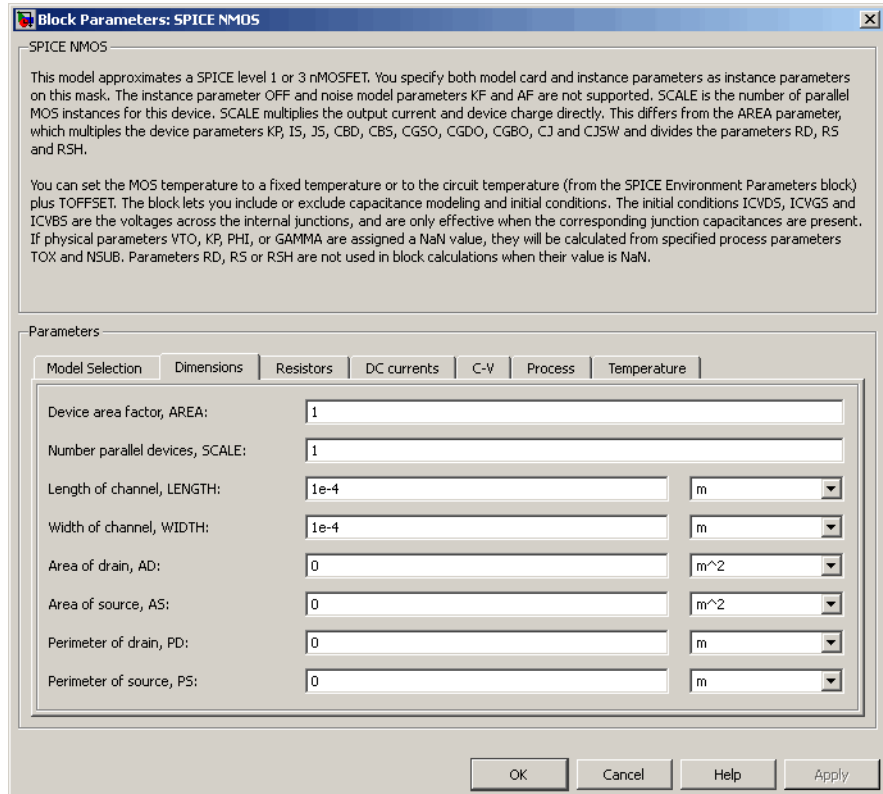 Block Parameters: SPICE NMOS
SPICE NMOS
This model approximates a SPICE level 1 or 3 nMOSFET. You specify both model card and instance parameters as instance parameters
on this mask. The instance parameter OFF and noise model parameters KF and AF are not supported. SCALE is the number of parallel
MOS instances for this device. SCALE multiplies the output current and device charge directly. This differs from the AREA parameter,
which multiples the device parameters KP, IS, JS, CBD, CBS, CGSO, CGDO, CGBO, CJ and CJSW and divides the parameters RD, RS
and RSH.
You can set the MOS temperature to a fixed temperature or to the circuit temperature (from the SPICE Environment Parameters block)
plus TOFFSET. The block lets you include or exclude capacitance modeling and initial conditions. The initial conditions ICVDS, ICVGS and
ICVBS are the voltages across the internal junctions, and are only effective when the corresponding junction capacitances are present.
If physical parameters VTO, KP, PHI, or GAMMA are assigned a NaN value, they will be calculated from specified process parameters
TOX and NSUB. Parameters RD, RS or RSH are not used in block calculations when their value is NaN.
Parameters
Model Selection Dimensions Resistors DC currents C-V Process Temperature
Device area factor, AREA: 1
Number parallel devices, SCALE: 1
Length of channel, LENGTH: 1e-4 m
Width of channel, WIDTH: 1e-4 m
Area of drain, AD: 0 m^2
Area of source, AS: 0 m^2
Perimeter of drain, PD: 0 m
Perimeter of source, PS: 0 m
OK Cancel Help Apply